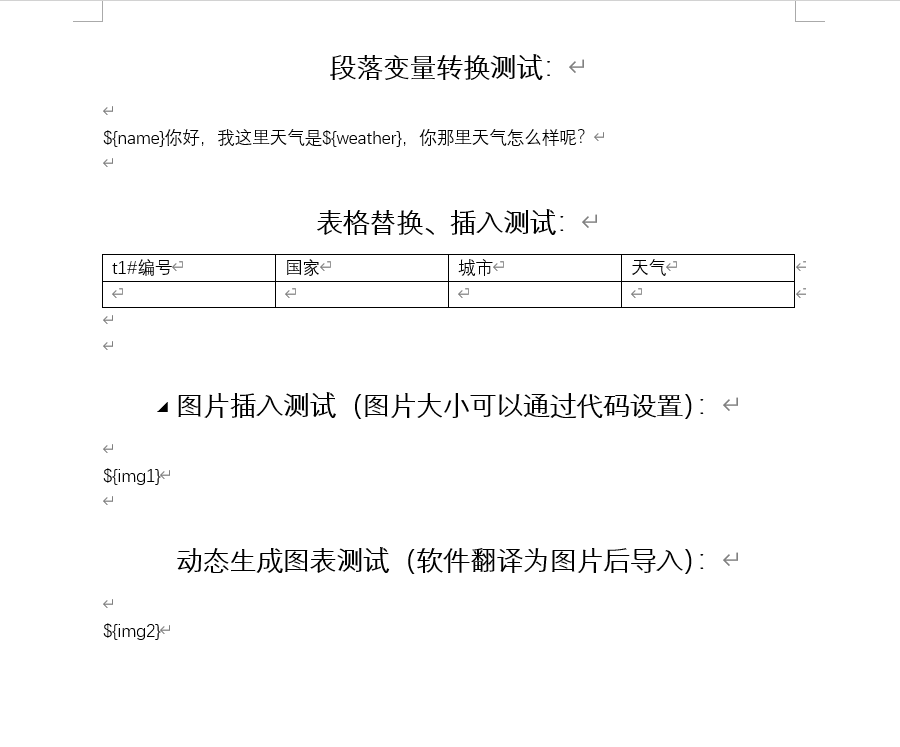 段落变量转换测试：
${name}你好，我这里天气是${weather}，你那里天气怎么样呢？
表格替换、插入测试：
t1#编号 国家 城市 天气
图片插入测试（图片大小可以通过代码设置）：
${img1}
动态生成图表测试（软件翻译为图片后导入）：
${img2}